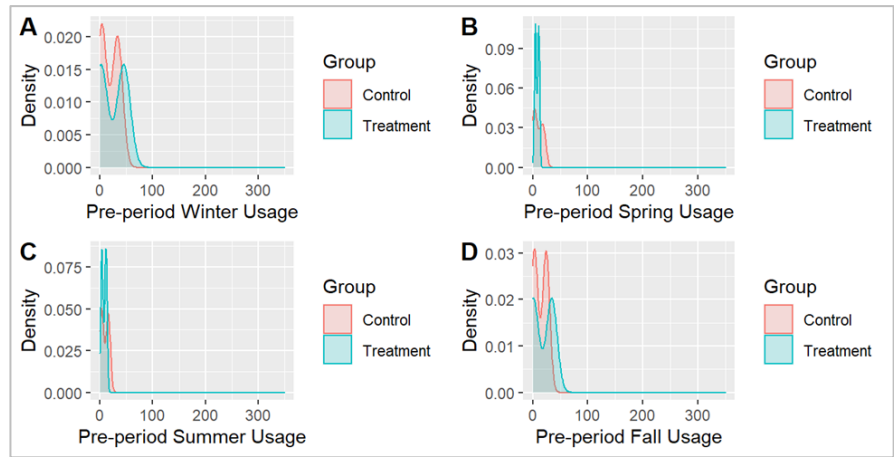 A
0.020
0.015
0.010
0.005
0.000
Density
0
100
200
300
Pre-period Winter Usage
Group
Control
Treatment
B
0.09
0.06
0.03
0.00
Density
0
100
200
300
Pre-period Spring Usage
Group
Control
Treatment
C
0.075
0.050
0.025
0.000
Density
0
100
200
300
Pre-period Summer Usage
Group
Control
Treatment
D
0.03
0.02
0.01
0.00
Density
0
100
200
300
Pre-period Fall Usage
Group
Control
Treatment